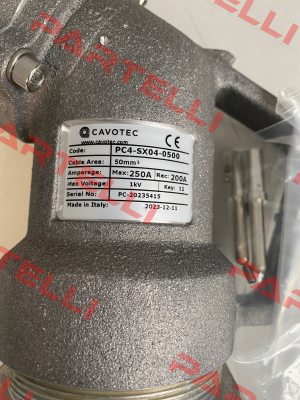 PARTELLI
CAVOTEC CE
www.cavotec.com
Code: PC4-SX04-0500
Cable Area: 50mm²
Amperage: Max: 250A Rec: 200A
Max Voltage: 1kV Key: 12
Serial No: PC-20235415
Made in Italy: 2023-12-11
PARTELLI
PARTELLI